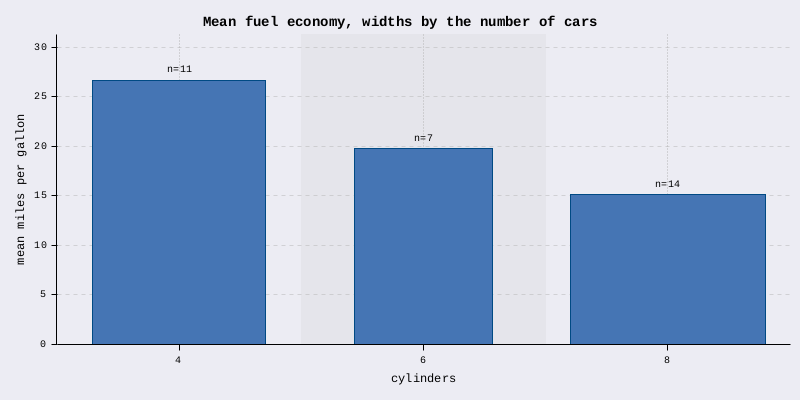 Mean fuel economy, widths by the number of cars
mean miles per gallon
30
25
20
15
10
5
0
n=11
n=7
n=14
4
6
8
cylinders